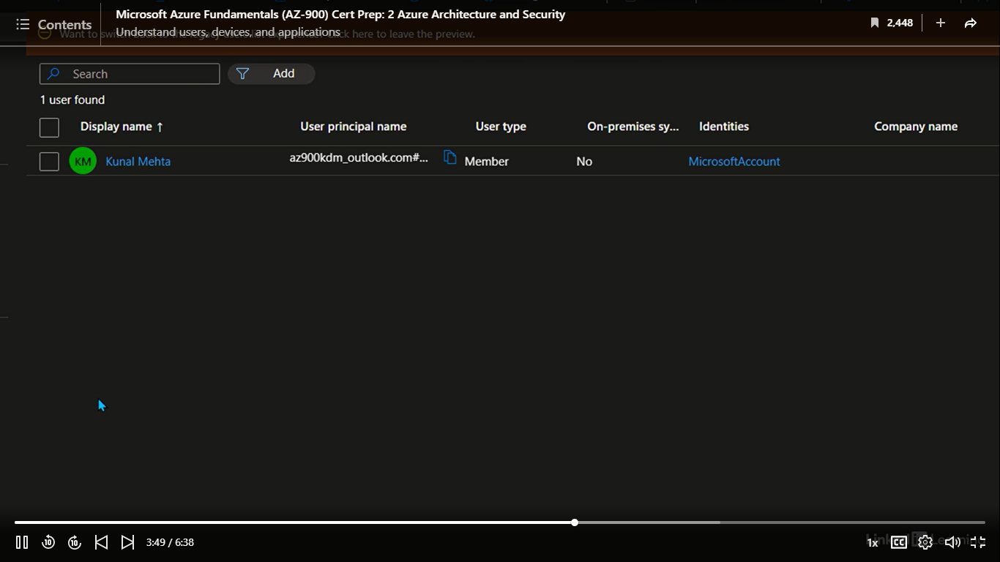 Microsoft Azure Fundamentals (AZ-900) Cert Prep: 2 Azure Architecture and Security
Contents
Understand users, devices, and applications
2,448
Want to switch here to leave the preview.
Search
Add
1 user found
Display name ↑ User principal name User type On-premises sy... Identities Company name
KM Kunal Mehta az900kdm_outlook.com#... Member No MicrosoftAccount
10 10 3:49 / 6:38 1x CC